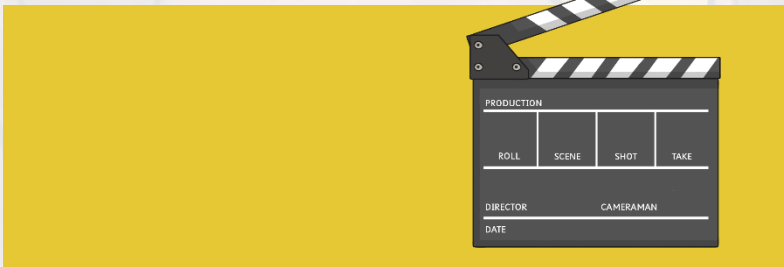 PRODUCTION
ROLL SCENE SHOT TAKE
DIRECTOR CAMERAMAN
DATE